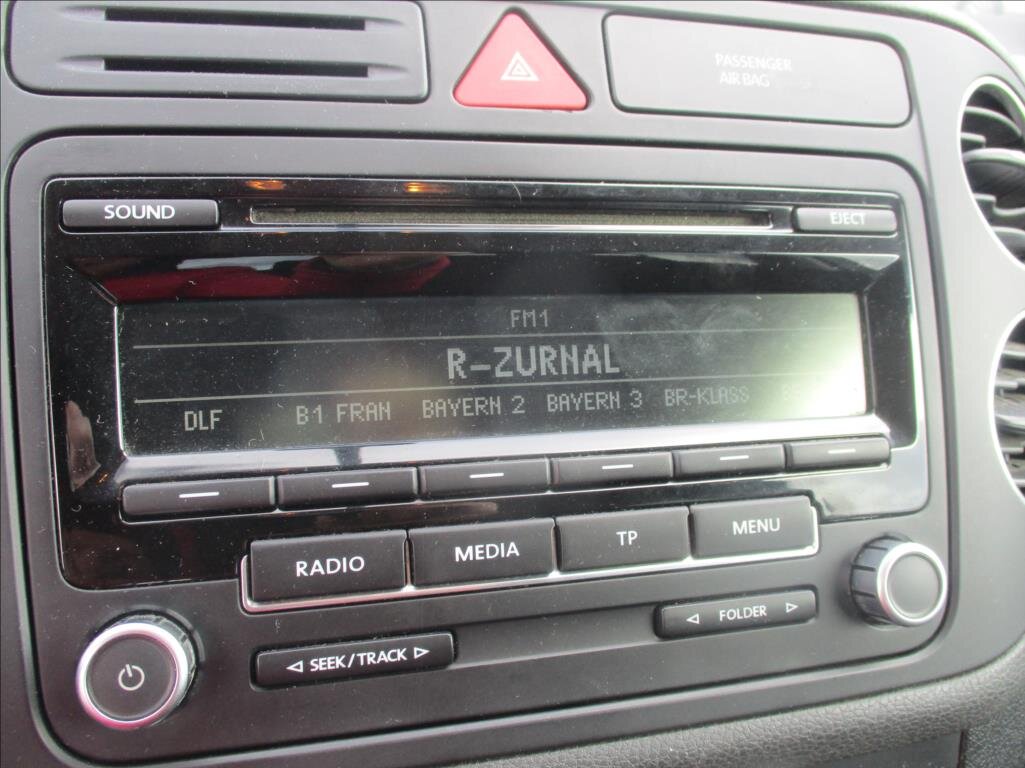 PASSENGER
AIR BAG
SOUND
EJECT
FM1
R-ZURNAL
DLF B1 FRAN BAYERN 2 BAYERN 3 BR-KLASS
RADIO MEDIA TP MENU
SEEK/TRACK
FOLDER